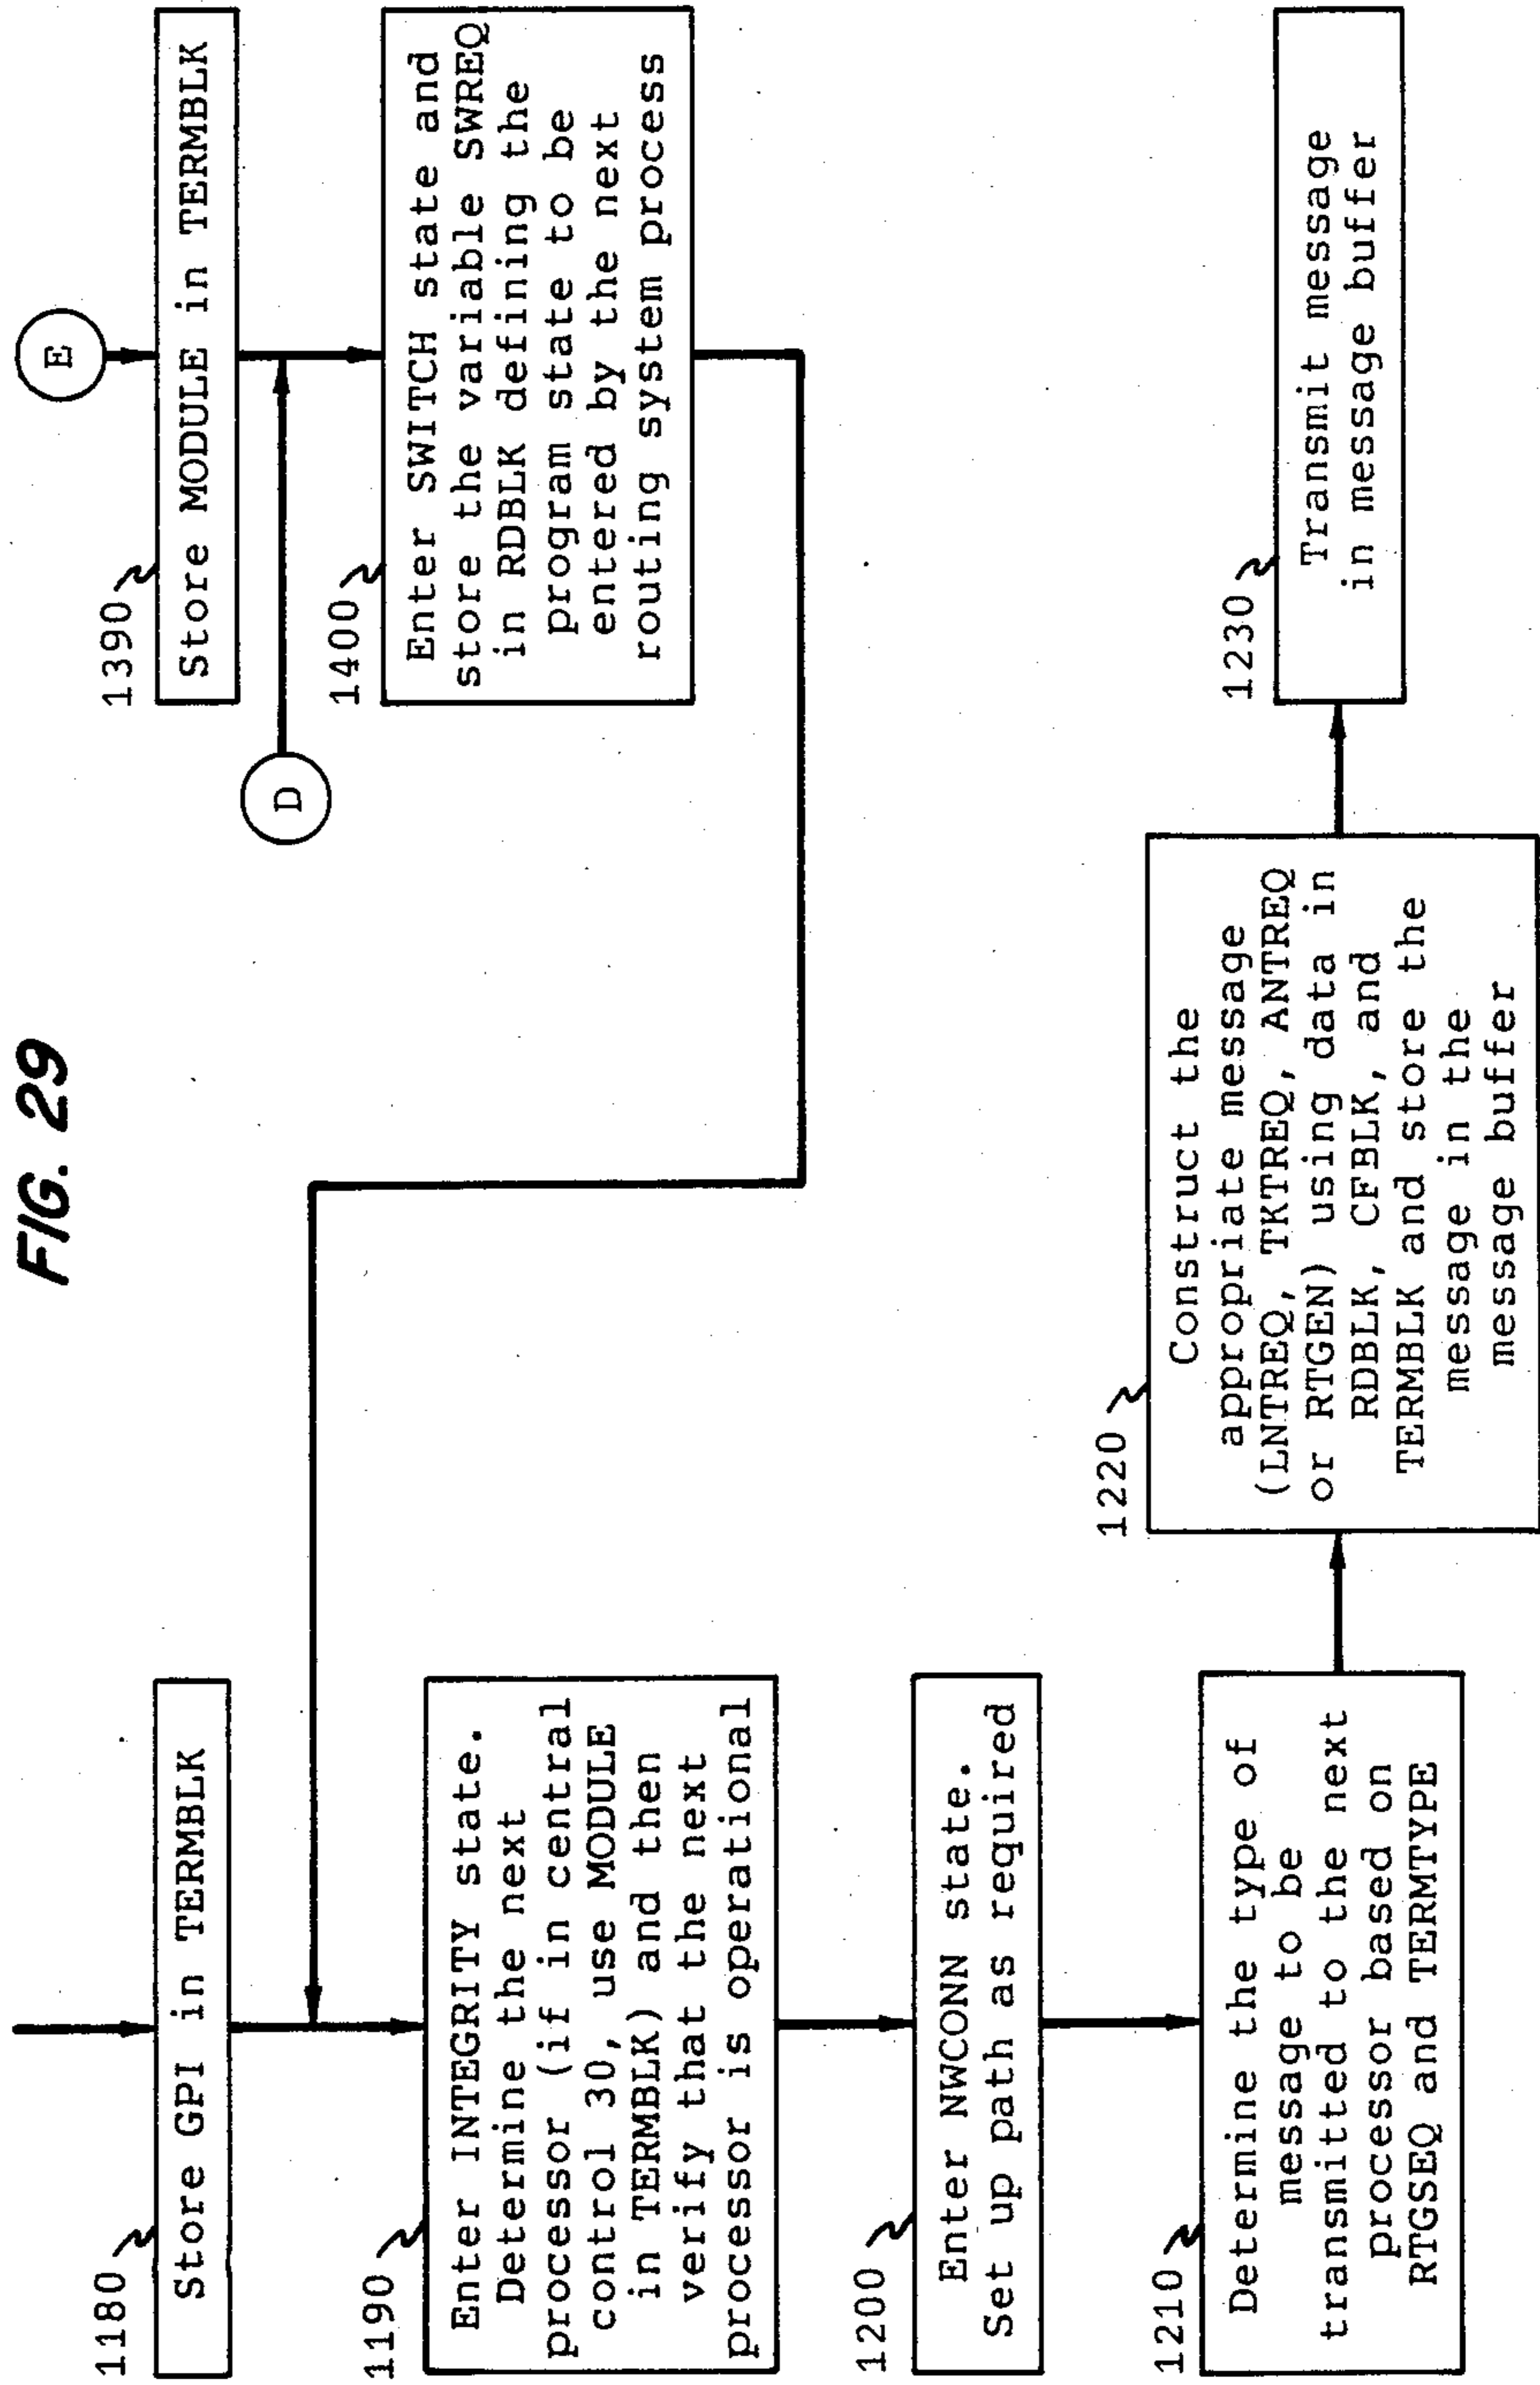 FIG. 29
1180
Store GPI in TERMBLK
1190
Enter INTEGRITY state.
Determine the next
processor (if in central
control 30, use MODULE
in TERMBLK) and then
verify that the next
processor is operational
1200
Enter NWCONN state.
Set up path as required
1210
Determine the type of
message to be
transmitted to the next
processor based on
RTGSEQ and TERMTYPE
1220
Construct the
appropriate message
(LNTREQ, TKTREQ, ANTREQ
or RTGEN) using data in
RDBLK, CFBLK, and
TERMBLK and store the
message in the
message buffer
1230
Transmit message
in message buffer
E
1390
Store MODULE in TERMBLK
D
1400
Enter SWITCH state and
store the variable SWREQ
in RDBLK defining the
program state to be
entered by the next
routing system process